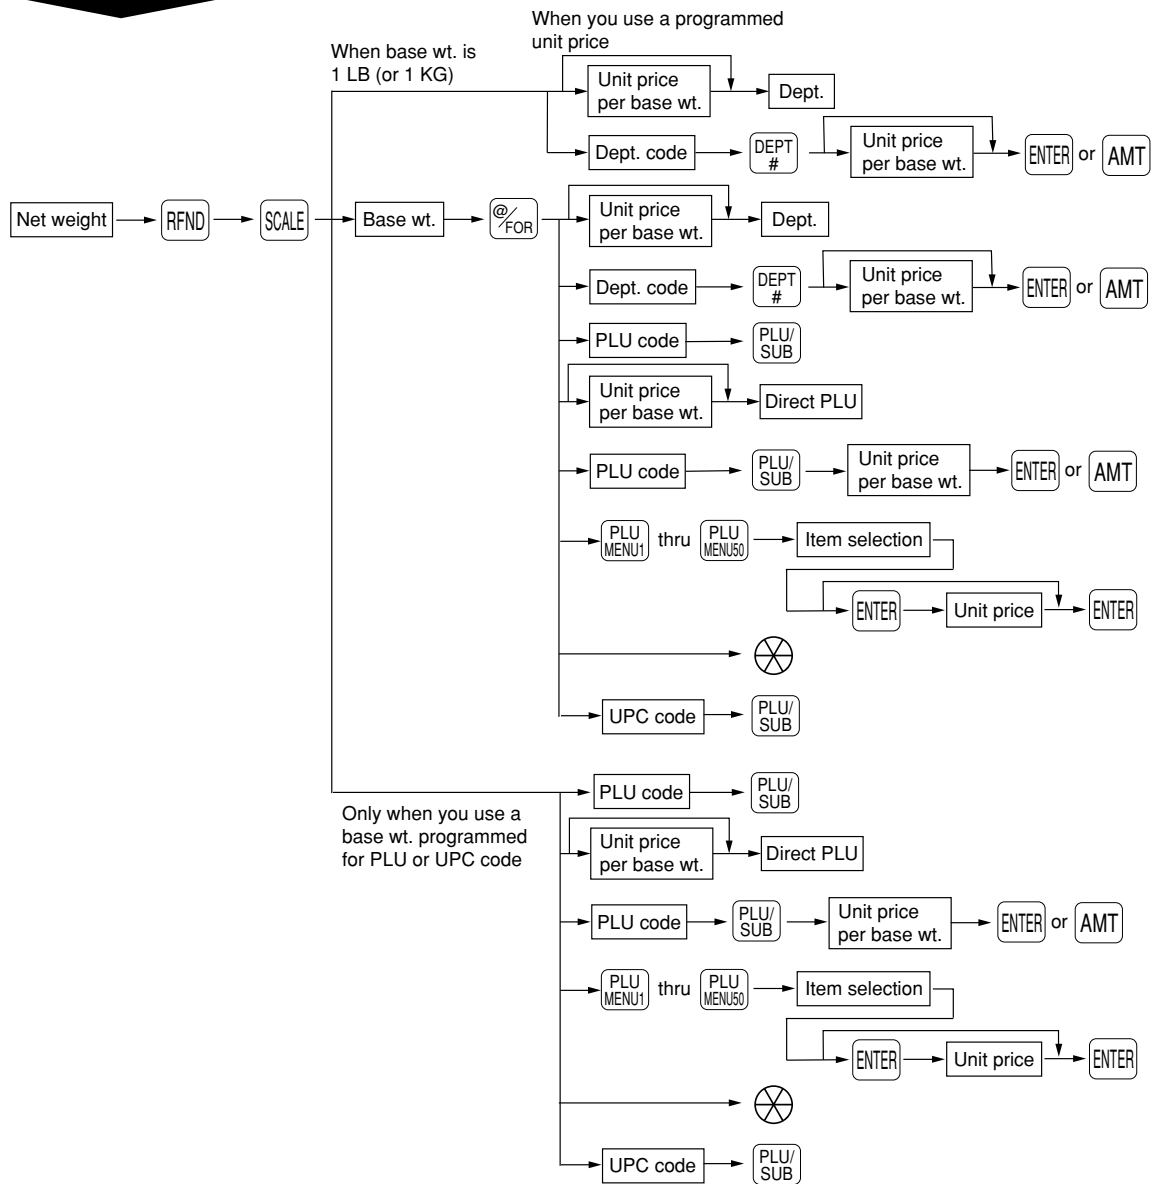 When you use a programmed
unit price
When base wt. is
1 LB (or 1 KG)
Unit price
per base wt.
Dept.
Dept. code
DEPT
#
Unit price
per base wt.
ENTER or AMT
Net weight
RFND
SCALE
Base wt.
@/FOR
Unit price
per base wt.
Dept.
Dept. code
DEPT
#
Unit price
per base wt.
ENTER or AMT
PLU code
PLU/
SUB
Unit price
per base wt.
Direct PLU
PLU code
PLU/
SUB
Unit price
per base wt.
ENTER or AMT
PLU
MENU1
thru
PLU
MENU50
Item selection
ENTER
Unit price
ENTER
UPC code
PLU/
SUB
Only when you use a
base wt. programmed
for PLU or UPC code
PLU code
PLU/
SUB
Unit price
per base wt.
Direct PLU
PLU code
PLU/
SUB
Unit price
per base wt.
ENTER or AMT
PLU
MENU1
thru
PLU
MENU50
Item selection
ENTER
Unit price
ENTER
UPC code
PLU/
SUB